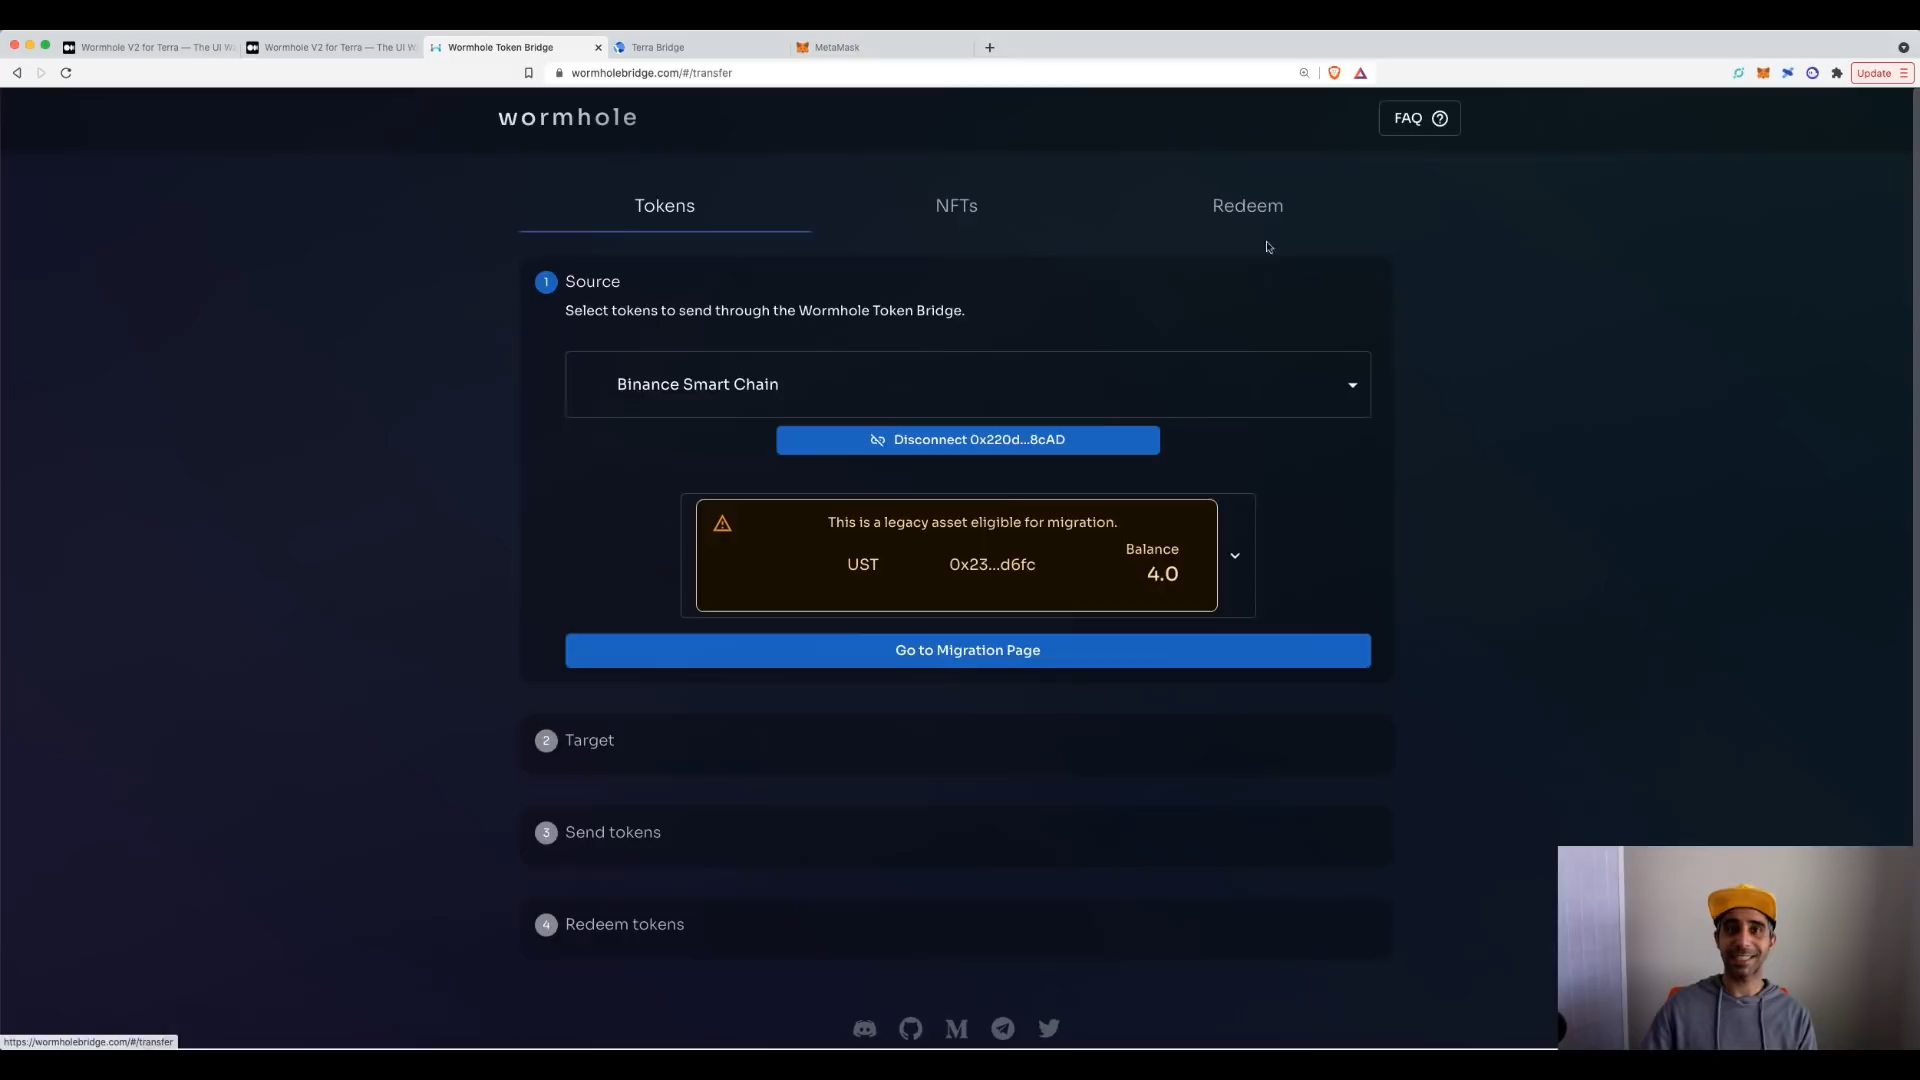 Wormhole V2 for Terra — The UI W
Wormhole V2 for Terra — The UI W
Wormhole Token Bridge
Terra Bridge
MetaMask
wormholebridge.com/#/transfer
Update
wormhole
FAQ
Tokens
NFTs
Redeem
1 Source
Select tokens to send through the Wormhole Token Bridge.
Binance Smart Chain
Disconnect 0x220d...8cAD
This is a legacy asset eligible for migration.
UST 0x23...d6fc Balance 4.0
Go to Migration Page
2 Target
3 Send tokens
4 Redeem tokens
https://wormholebridge.com/#/transfer